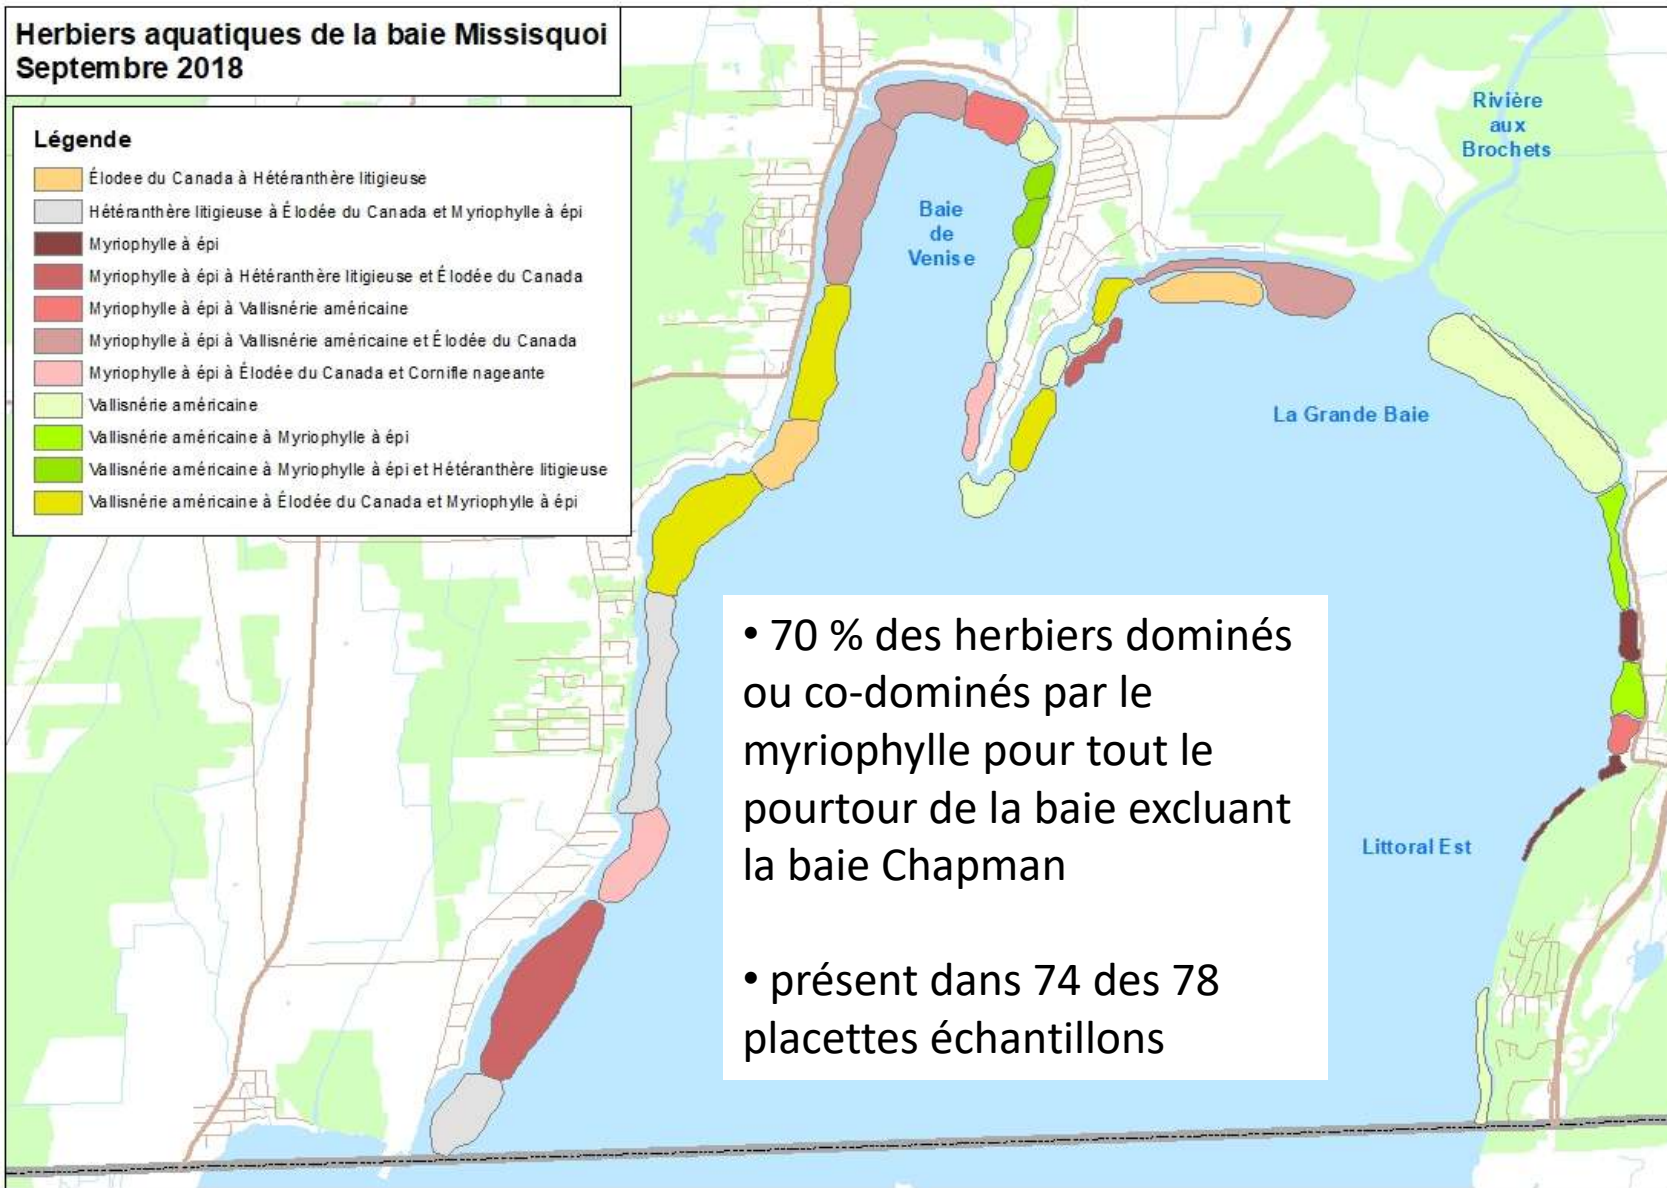 Herbiers aquatiques de la baie Missisquoi
Septembre 2018
Légende
Élodee du Canada à Hétéranthère litigieuse
Hétéranthère litigieuse à Élodée du Canada et Myriophylle à épi
Myriophylle à épi
Myriophylle à épi à Hétéranthère litigieuse et Élodée du Canada
Myriophylle à épi à Vallisnérie américaine
Myriophylle à épi à Vallisnérie américaine et Élodée du Canada
Myriophylle à épi à Élodée du Canada et Cornifle nageante
Vallisnérie américaine
Vallisnérie américaine à Myriophylle à épi
Vallisnérie américaine à Myriophylle à épi et Hétéranthère litigieuse
Vallisnérie américaine à Élodée du Canada et Myriophylle à épi
Rivière
aux
Brochets
Baie
de
Venise
La Grande Baie
Littoral Est
• 70 % des herbiers dominés
ou co-dominés par le
myriophylle pour tout le
pourtour de la baie excluant
la baie Chapman
• présent dans 74 des 78
placettes échantillons